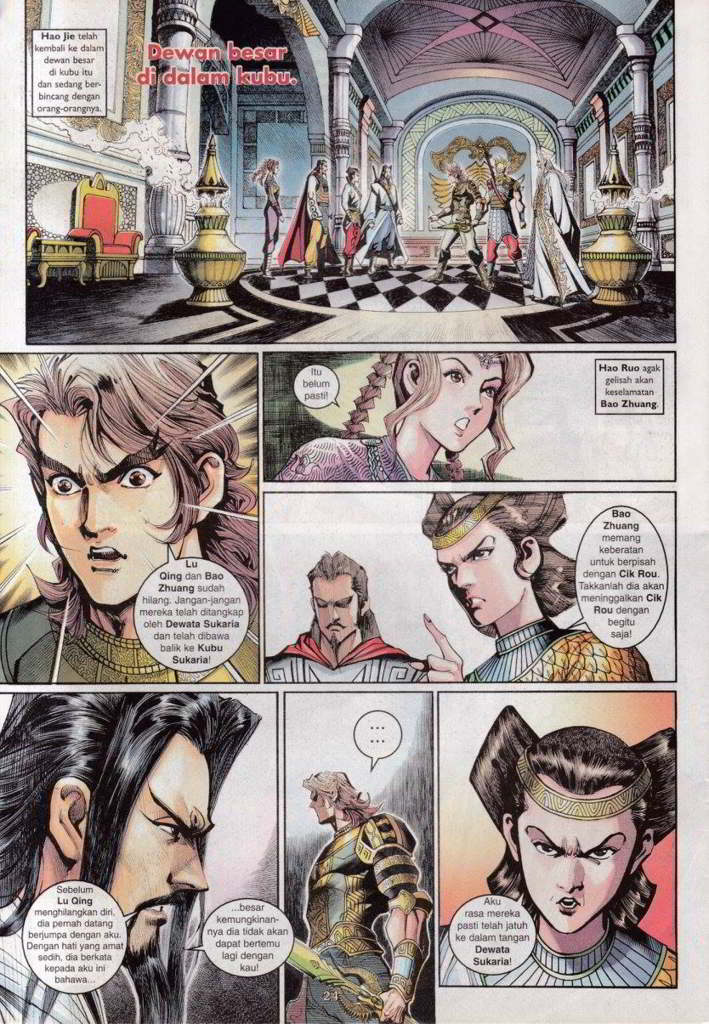 Hao Jie telah
kembali ke dalam
dewan besar
di kubu itu
dan sedang ber-
bincang dengan
orang-orangnya.
Dewan besar
di dalam kubu.
Lu
Qing dan Bao
Zhuang sudah
hilang. Jangan-jangan
mereka telah ditangkap
oleh Dewata Sukaria
dan telah dibawa
balik ke Kubu
Sukaria!
Itu
belum
pasti!
Hao Ruo agak
gelisah akan
keselamatan
Bao Zhuang.
Bao
Zhuang
memang
keberatan
untuk berpisah
dengan Cik Rou.
Takkanlah dia akan
meninggalkan Cik
Rou dengan
begitu
saja!
Sebelum
Lu Qing
menghilangkan diri,
dia pernah datang
berjumpa dengan aku.
Dengan hati yang amat
sedih, dia berkata
kepada aku ini
bahawa...
...besar
kemungkinan-
nya dia tidak akan
dapat bertemu
lagi dengan
kau!
...
...
Aku
rasa mereka
pasti telah jatuh
ke dalam tangan
Dewata
Sukaria!
24